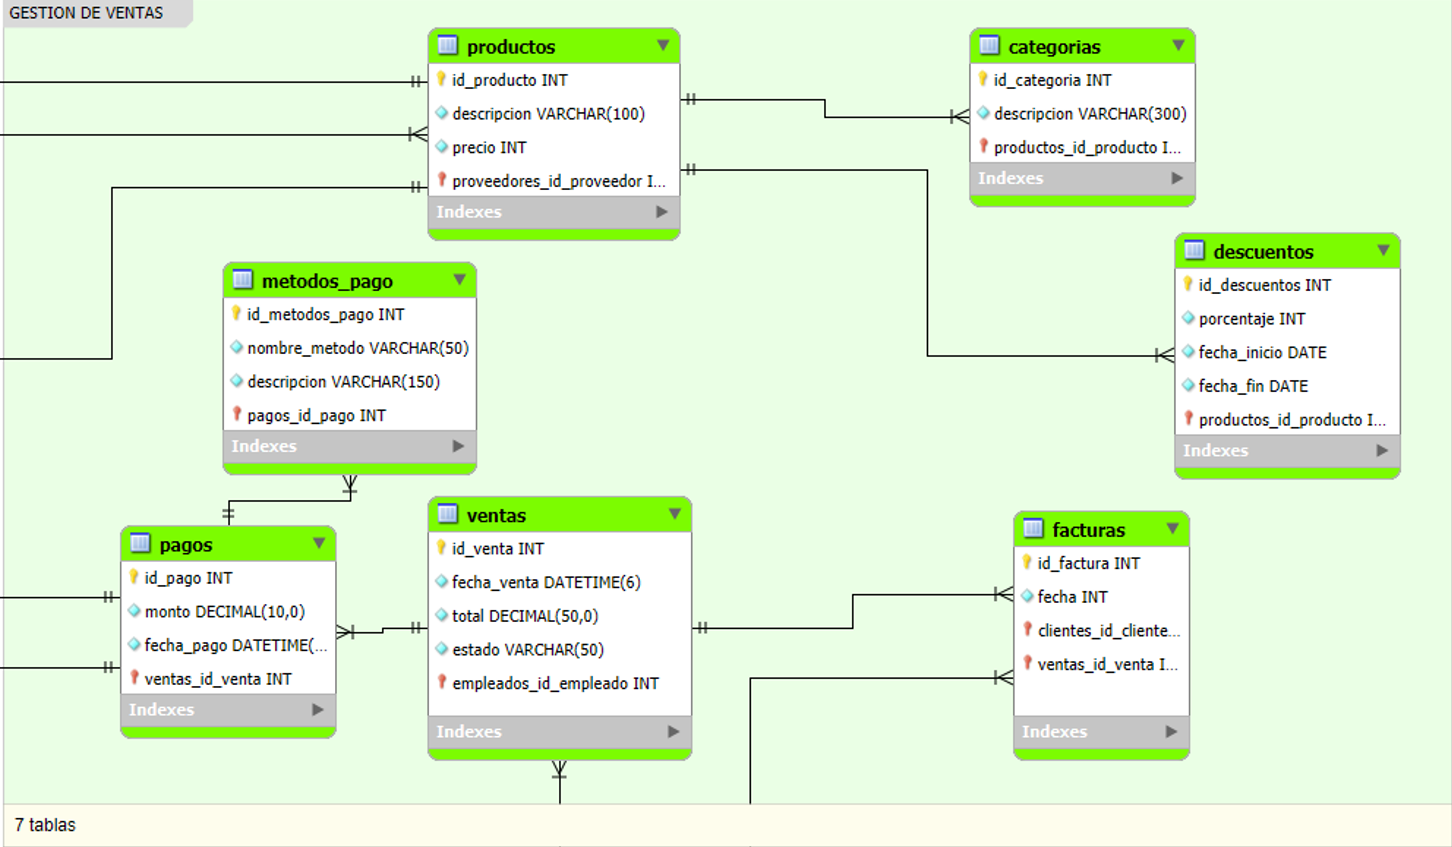 GESTION DE VENTAS
productos
id_producto INT
descripcion VARCHAR(100)
precio INT
proveedores_id_proveedor I...
Indexes
categorias
id_categoria INT
descripcion VARCHAR(300)
productos_id_producto I...
Indexes
metodos_pago
id_metodos_pago INT
nombre_metodo VARCHAR(50)
descripcion VARCHAR(150)
pagos_id_pago INT
Indexes
descuentos
id_descuentos INT
porcentaje INT
fecha_inicio DATE
fecha_fin DATE
productos_id_producto I...
Indexes
pagos
id_pago INT
monto DECIMAL(10,0)
fecha_pago DATETIME(...
ventas_id_venta INT
Indexes
ventas
id_venta INT
fecha_venta DATETIME(6)
total DECIMAL(50,0)
estado VARCHAR(50)
empleados_id_empleado INT
Indexes
facturas
id_factura INT
fecha INT
clientes_id_cliente...
ventas_id_venta I...
Indexes
7 tablas